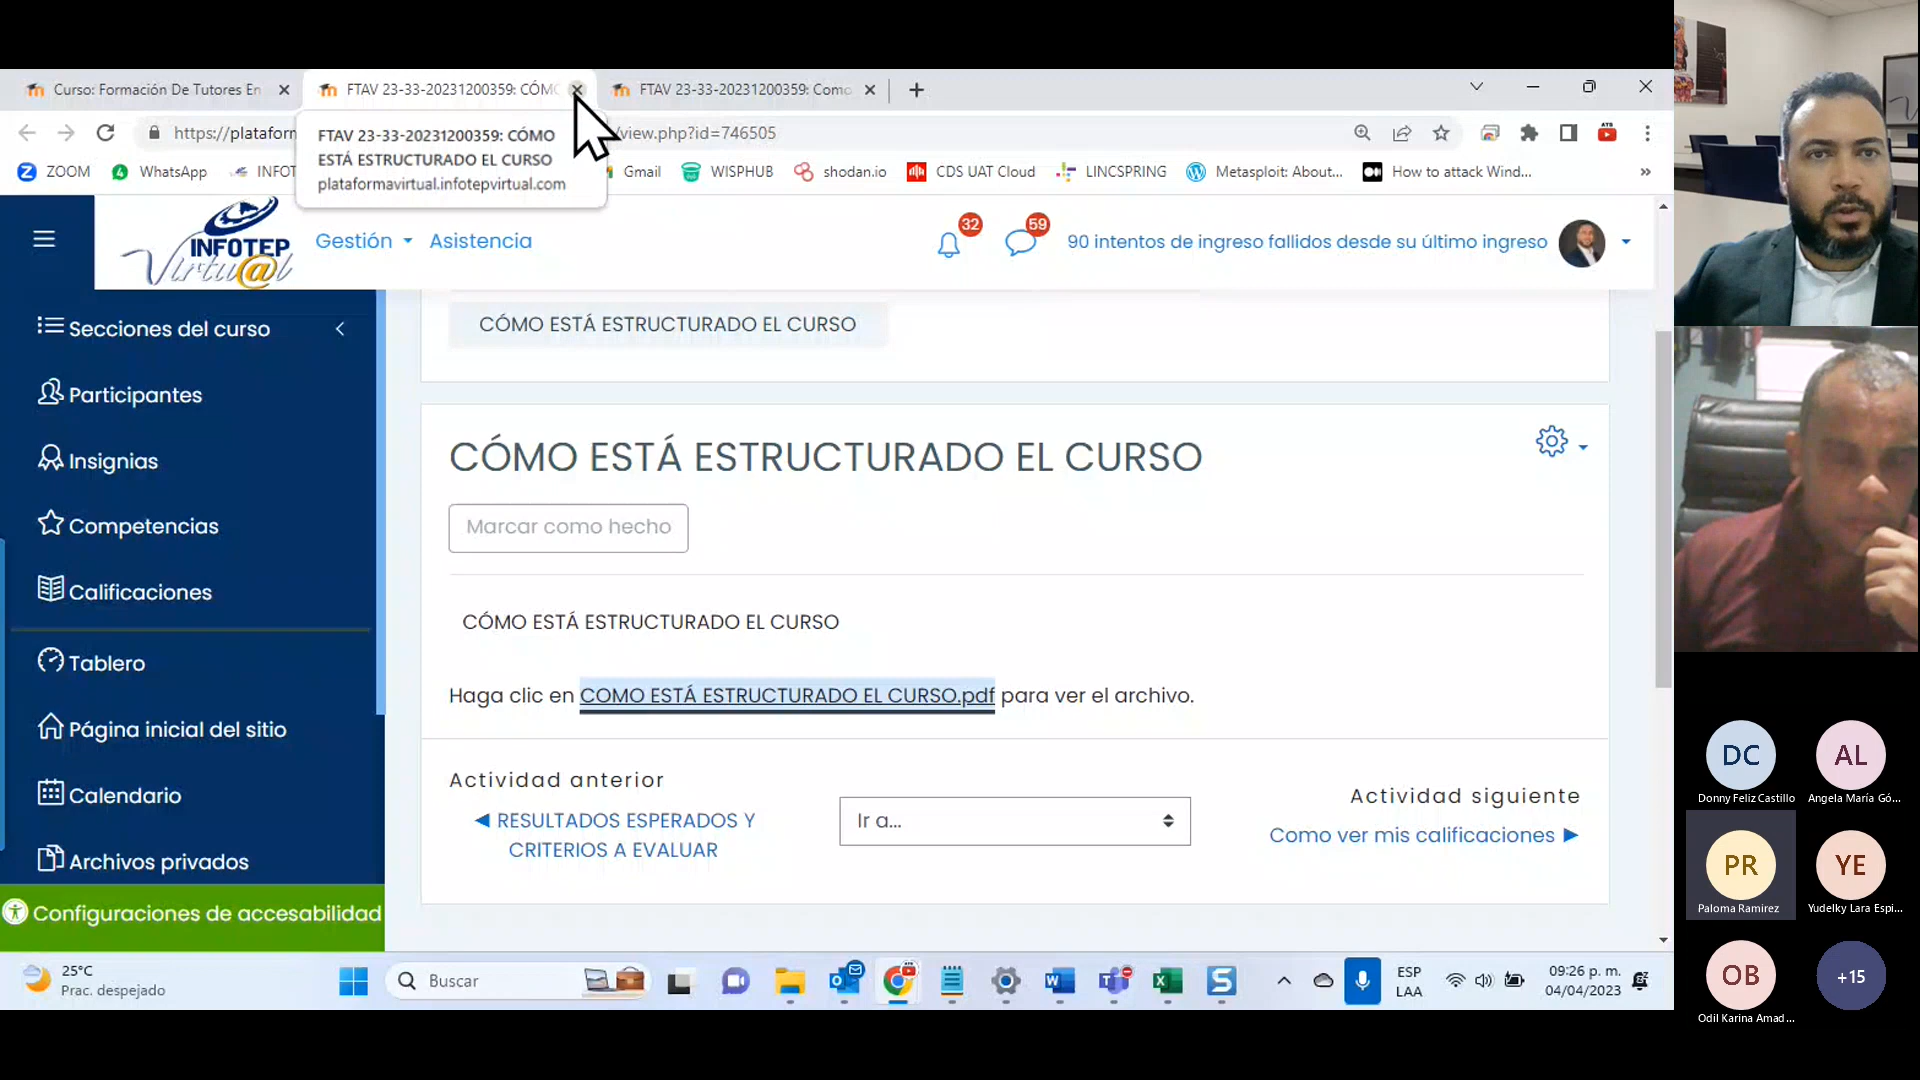 Curso: Formación De Tutores En
FTAV 23-33-20231200359: CÓMO
FTAV 23-33-20231200359: Como
https://plataform
/view.php?id=746505
FTAV 23-33-20231200359: CÓMO
ESTÁ ESTRUCTURADO EL CURSO
plataformavirtual.infotepvirtual.com
ZOOM
WhatsApp
INFOT
Gmail
WISPHUB
shodan.io
CDS UAT Cloud
LINCSPRING
Metasploit: About...
How to attack Wind...
»
INFOTEP
Virtu@l
Gestión
Asistencia
32
59
90 intentos de ingreso fallidos desde su último ingreso
Secciones del curso
Participantes
Insignias
Competencias
Calificaciones
Tablero
Página inicial del sitio
Calendario
Archivos privados
Configuraciones de accesabilidad
CÓMO ESTÁ ESTRUCTURADO EL CURSO
CÓMO ESTÁ ESTRUCTURADO EL CURSO
Marcar como hecho
CÓMO ESTÁ ESTRUCTURADO EL CURSO
Haga clic en COMO ESTÁ ESTRUCTURADO EL CURSO.pdf para ver el archivo.
Actividad anterior
◀ RESULTADOS ESPERADOS Y
CRITERIOS A EVALUAR
Ir a...
Actividad siguiente
Como ver mis calificaciones ▶
25°C
Prac. despejado
Buscar
ESP
LAA
09:26 p. m.
04/04/2023
DC
Donny Feliz Castillo
AL
Angela María Gó...
PR
Paloma Ramirez
YE
Yudelky Lara Espi...
OB
Odil Karina Amad...
+15